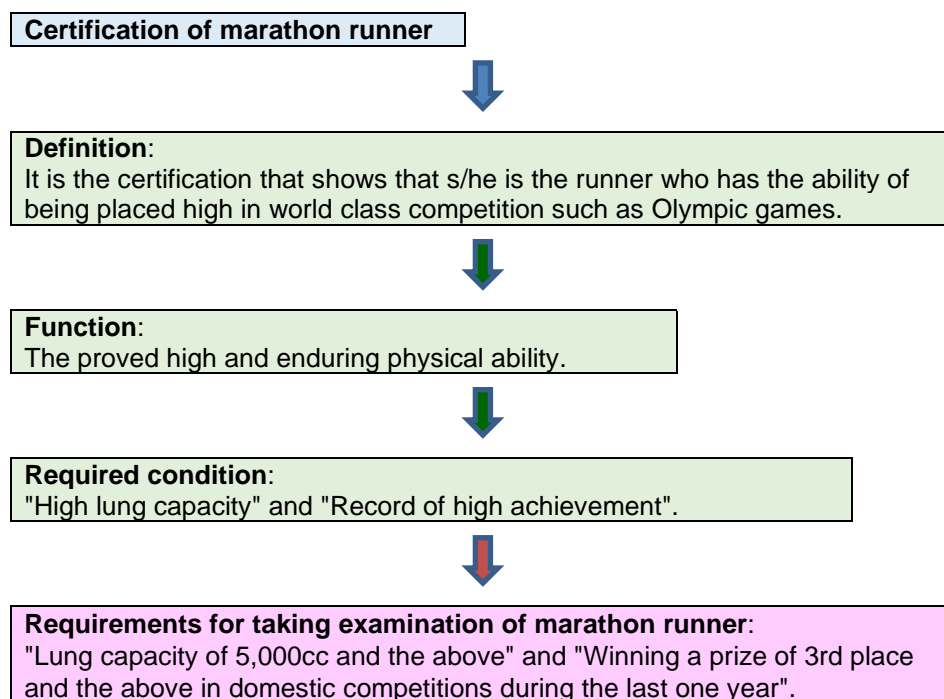 Certification of marathon runner
Definition:
It is the certification that shows that s/he is the runner who has the ability of
being placed high in world class competition such as Olympic games.
Function:
The proved high and enduring physical ability.
Required condition:
"High lung capacity" and "Record of high achievement".
Requirements for taking examination of marathon runner:
"Lung capacity of 5,000cc and the above" and "Winning a prize of 3rd place
and the above in domestic competitions during the last one year".